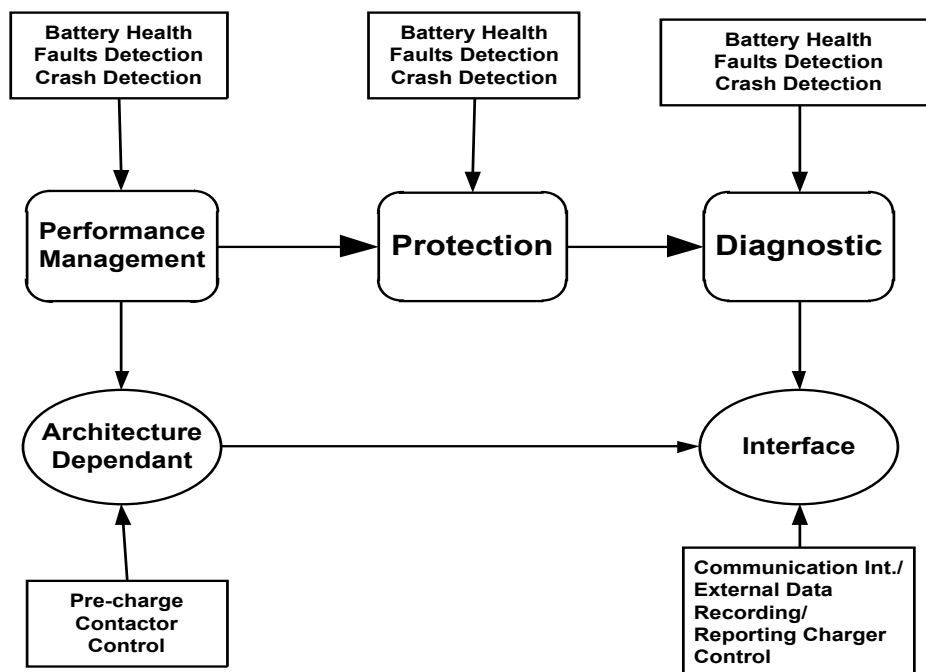 Battery Health
Faults Detection
Crash Detection
Battery Health
Faults Detection
Crash Detection
Battery Health
Faults Detection
Crash Detection
Performance
Management
Protection
Diagnostic
Architecture
Dependant
Interface
Pre-charge
Contactor
Control
Communication Int./
External Data
Recording/
Reporting Charger
Control